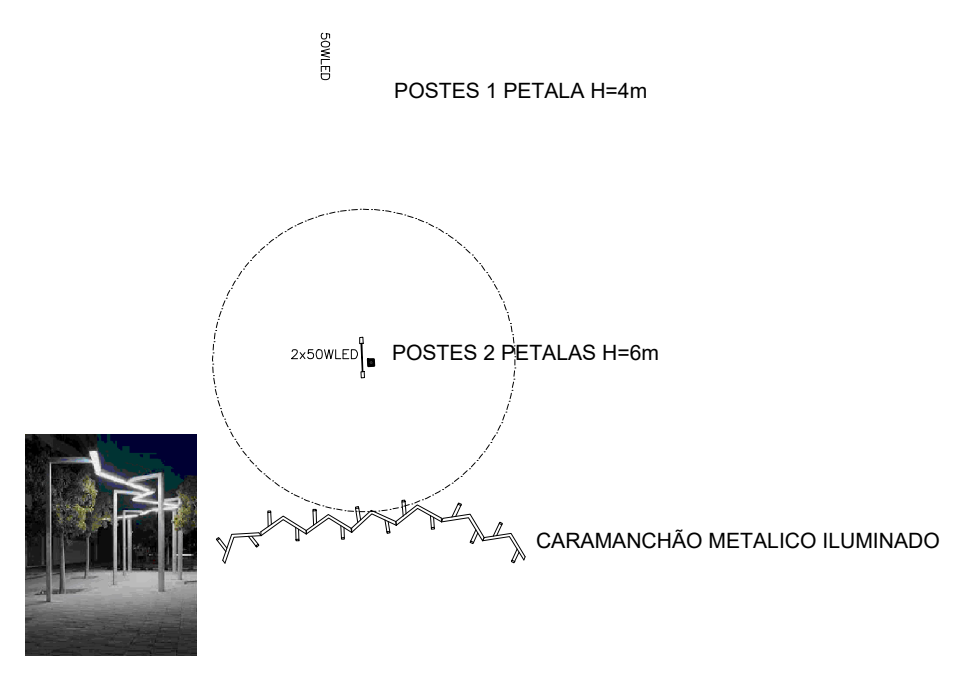 50WLED
POSTES 1 PETALA H=4m
2x50WLED
POSTES 2 PETALAS H=6m
CARAMANCHÃO METALICO ILUMINADO